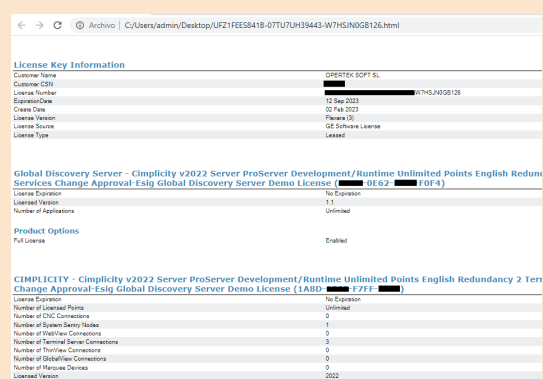 Archivo | C:/Users/admin/Desktop/UFZ1FEES841B-07TU7UH39443-W7HSJN0GB126.html
License Key Information
Customer Name OPERTEK SOFT SL.
Customer CSN
License Number W7HSJN0GB126
ExpirationDate 12 Sep 2023
Create Date 02 Feb 2023
License Version Flexera (3)
License Source GE Software License
License Type Leased
Global Discovery Server - Cimplicity v2022 Server ProServer Development/Runtime Unlimited Points English Redund
Services Change Approval-Esig Global Discovery Server Demo License ( -0E62- F0F4)
License Expiration No Expiration
Licensed Version 1.1
Number of Applications Unlimited
Product Options
Full License Enabled
CIMPLICITY - Cimplicity v2022 Server ProServer Development/Runtime Unlimited Points English Redundancy 2 Terr
Change Approval-Esig Global Discovery Server Demo License (1A8D- -F7FF- )
License Expiration No Expiration
Number of Licensed Points Unlimited
Number of CNC Connections 0
Number of System Sentry Nodes 1
Number of WebView Connections 0
Number of Terminal Server Connections 3
Number of ThinView Connections 0
Number of GlobalView Connections 0
Number of Marquee Devices 0
Licensed Version 2022